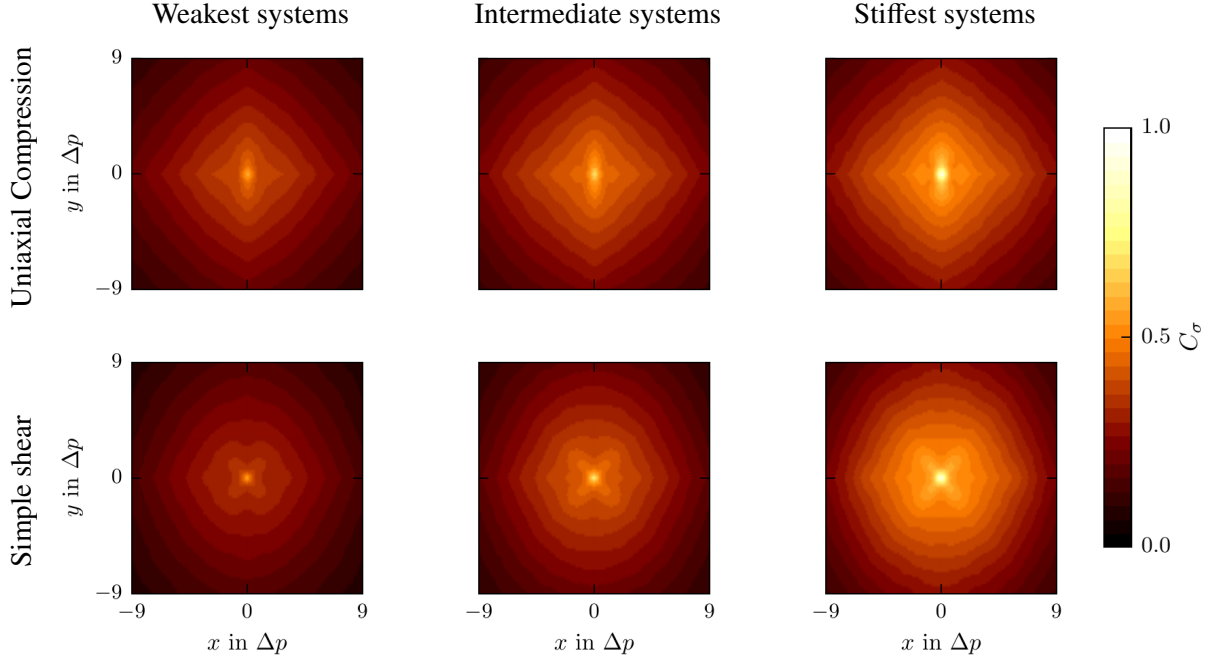 Weakest systems Intermediate systems Stiffest systems
Uniaxial Compression
y in Δp
9
0
−9
1.0
0.5
0.0
C_σ
Simple shear
y in Δp
9
0
−9
−9 0 9 −9 0 9 −9 0 9
x in Δp x in Δp x in Δp